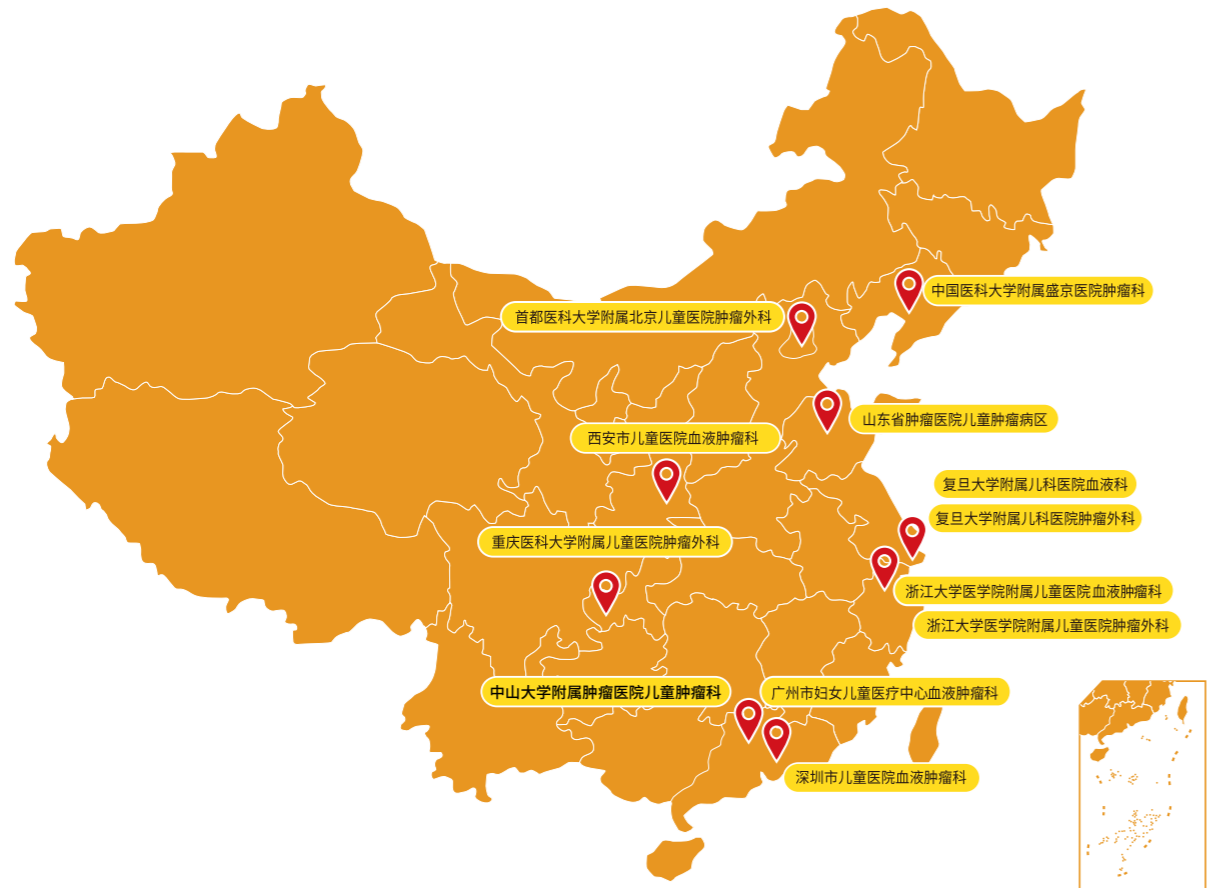 中国医科大学附属盛京医院肿瘤科
首都医科大学附属北京儿童医院肿瘤外科
山东省肿瘤医院儿童肿瘤病区
西安市儿童医院血液肿瘤科
复旦大学附属儿科医院血液科
复旦大学附属儿科医院肿瘤外科
重庆医科大学附属儿童医院肿瘤外科
浙江大学医学院附属儿童医院血液肿瘤科
浙江大学医学院附属儿童医院肿瘤外科
中山大学附属肿瘤医院儿童肿瘤科
广州市妇女儿童医疗中心血液肿瘤科
深圳市儿童医院血液肿瘤科